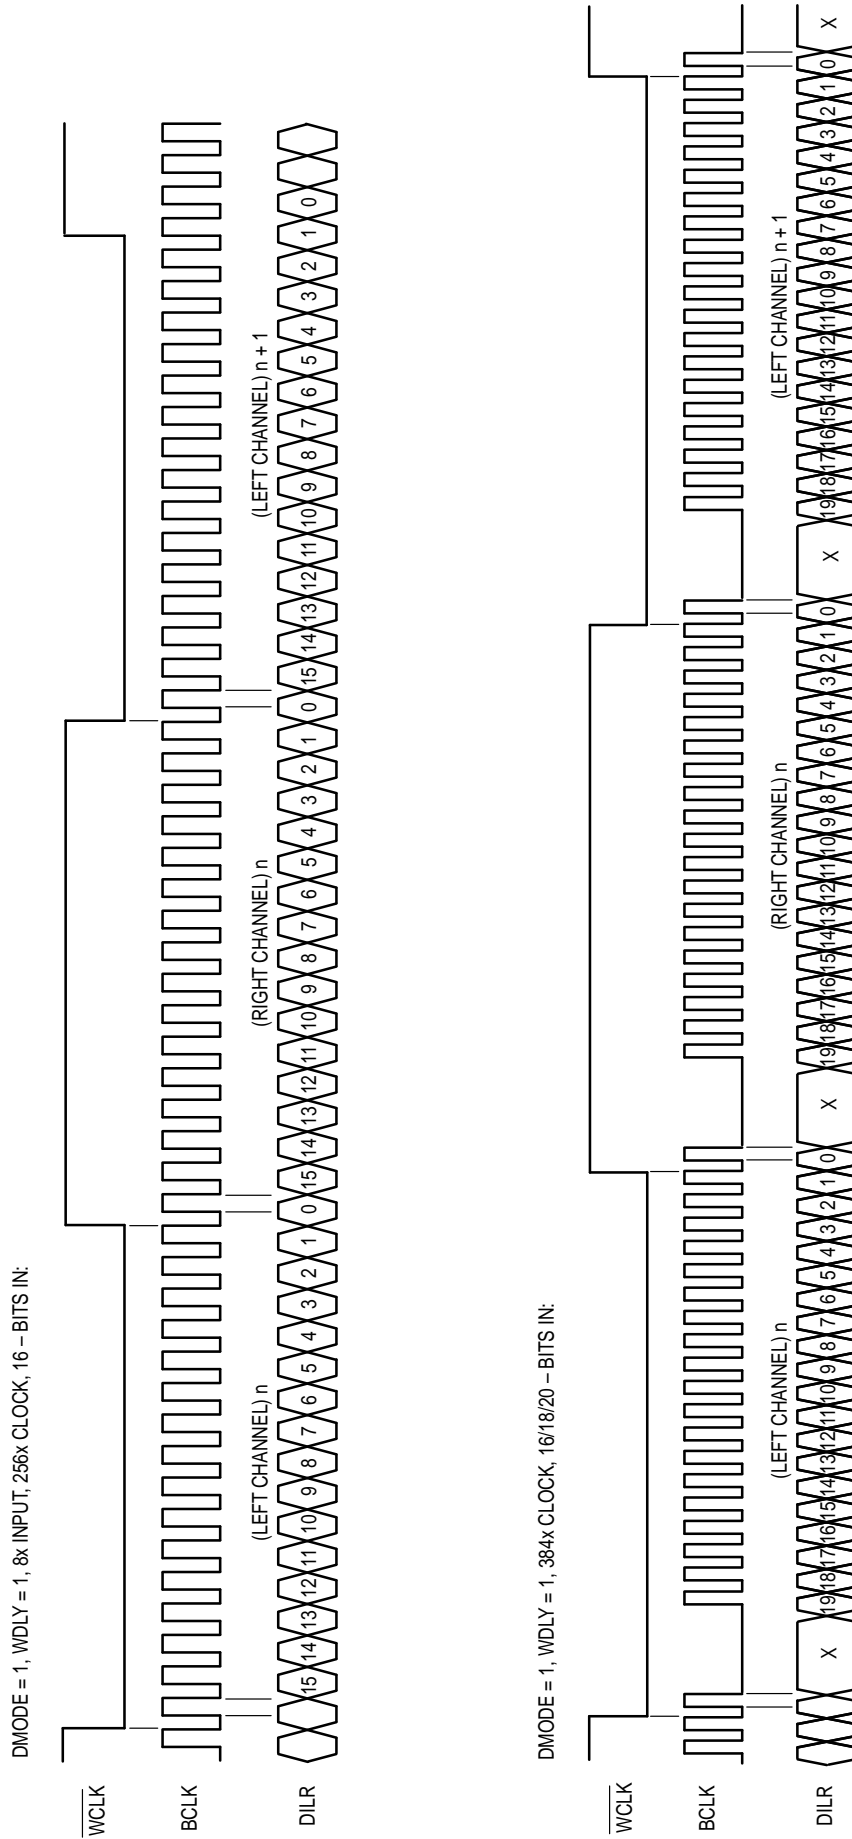 DMODE = 1, WDLY = 1, 8x INPUT, 256x CLOCK, 16 – BITS IN:
WCLK
BCLK
(LEFT CHANNEL) n (RIGHT CHANNEL) n (LEFT CHANNEL) n + 1
DILR 15 14 13 12 11 10 9 8 7 6 5 4 3 2 1 0 15 14 13 12 11 10 9 8 7 6 5 4 3 2 1 0 15 14 13 12 11 10 9 8 7 6 5 4 3 2 1 0
DMODE = 1, WDLY = 1, 384x CLOCK, 16/18/20 – BITS IN:
WCLK
BCLK
(LEFT CHANNEL) n (RIGHT CHANNEL) n (LEFT CHANNEL) n + 1
DILR X 19 18 17 16 15 14 13 12 11 10 9 8 7 6 5 4 3 2 1 0 X 19 18 17 16 15 14 13 12 11 10 9 8 7 6 5 4 3 2 1 0 X 19 18 17 16 15 14 13 12 11 10 9 8 7 6 5 4 3 2 1 0 X